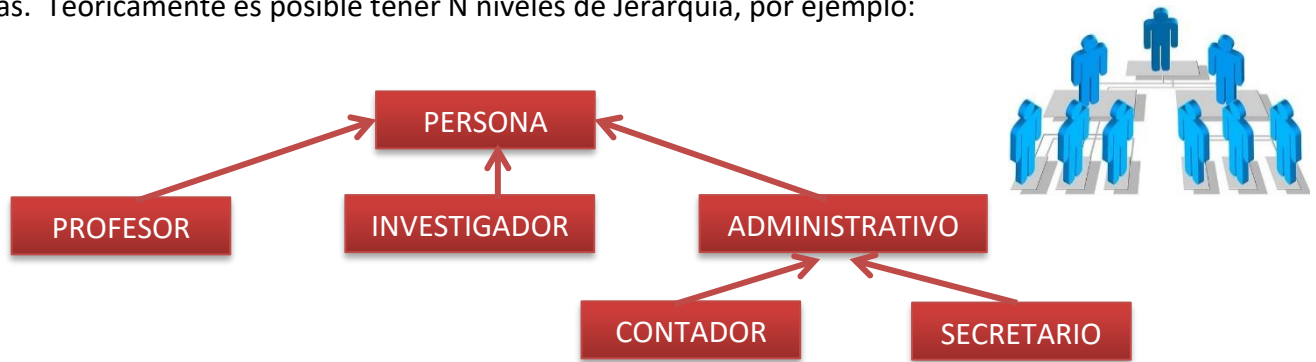 as. Teóricamente es posible tener N niveles de Jerarquía, por ejemplo:
PERSONA
PROFESOR
INVESTIGADOR
ADMINISTRATIVO
CONTADOR
SECRETARIO